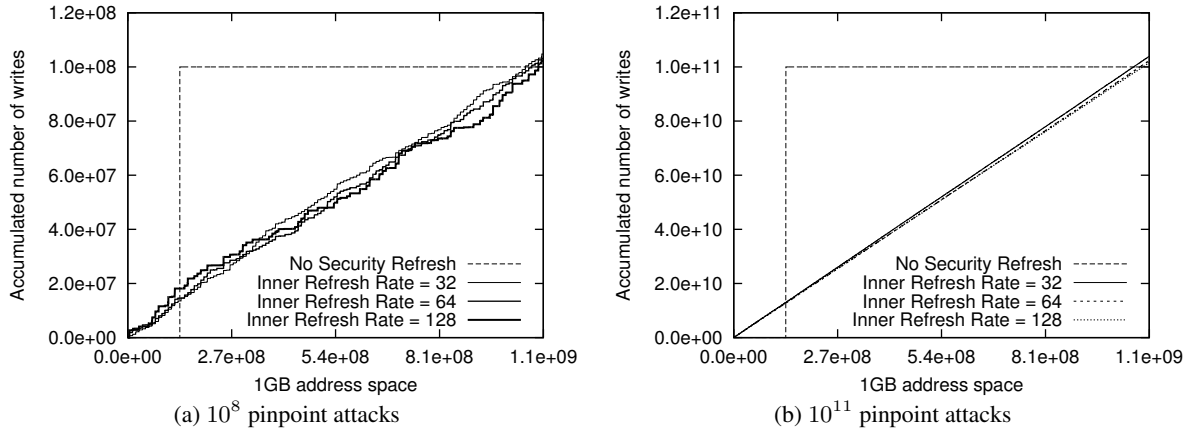 1.2e+08
1.0e+08
8.0e+07
6.0e+07
4.0e+07
2.0e+07
0.0e+00
Accumulated number of writes
No Security Refresh
Inner Refresh Rate = 32
Inner Refresh Rate = 64
Inner Refresh Rate = 128
0.0e+00 2.7e+08 5.4e+08 8.1e+08 1.1e+09
1GB address space
(a) 10^8 pinpoint attacks
1.2e+11
1.0e+11
8.0e+10
6.0e+10
4.0e+10
2.0e+10
0.0e+00
Accumulated number of writes
No Security Refresh
Inner Refresh Rate = 32
Inner Refresh Rate = 64
Inner Refresh Rate = 128
0.0e+00 2.7e+08 5.4e+08 8.1e+08 1.1e+09
1GB address space
(b) 10^11 pinpoint attacks